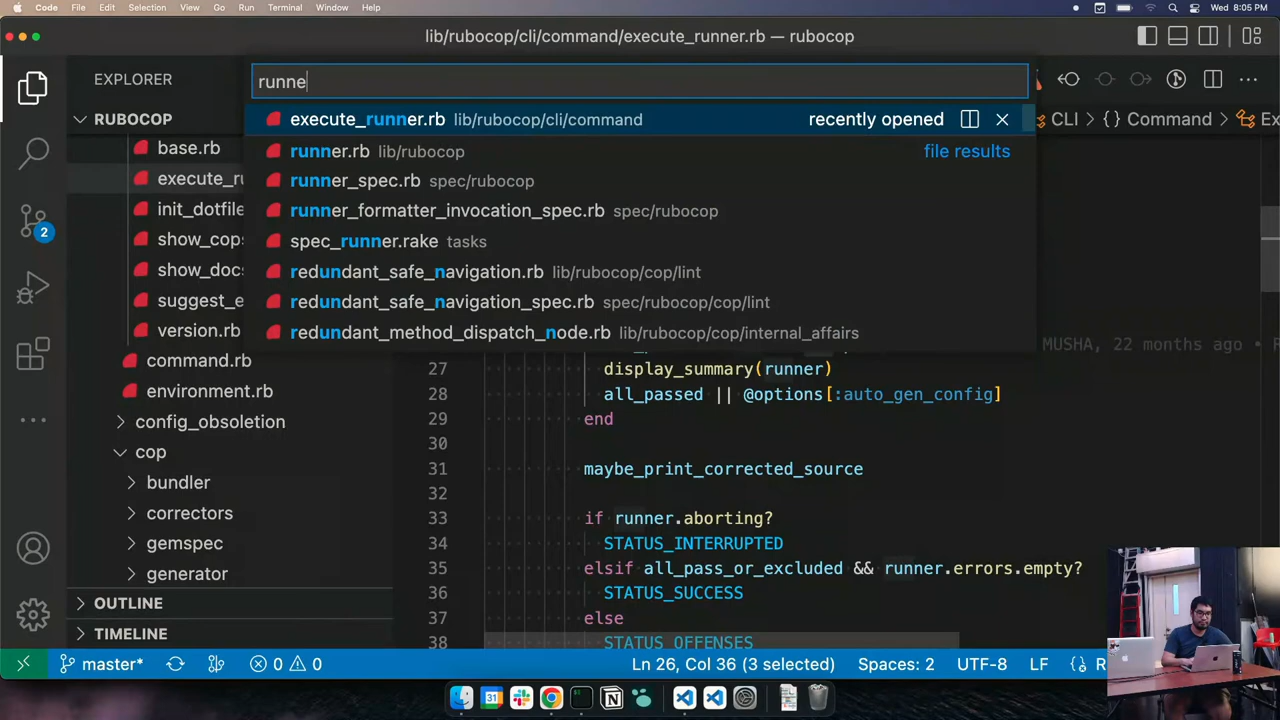 Code File Edit Selection View Go Run Terminal Window Help Wed 8:05 PM
lib/rubocop/cli/command/execute_runner.rb — rubocop
EXPLORER
runne
RUBOCOP
execute_runner.rb lib/rubocop/cli/command recently opened
CLI > {} Command > Ex
base.rb
runner.rb lib/rubocop file results
execute_ru
runner_spec.rb spec/rubocop
init_dotfile
runner_formatter_invocation_spec.rb spec/rubocop
show_cops
spec_runner.rake tasks
show_docs
redundant_safe_navigation.rb lib/rubocop/cop/lint
suggest_e
redundant_safe_navigation_spec.rb spec/rubocop/cop/lint
version.rb
redundant_method_dispatch_node.rb lib/rubocop/cop/internal_affairs
2
command.rb
environment.rb
config_obsoletion
cop
bundler
correctors
gemspec
generator
OUTLINE
TIMELINE
MUSHA, 22 months ago • R
27 display_summary(runner)
28 all_passed || @options[:auto_gen_config]
29 end
30
31 maybe_print_corrected_source
32
33 if runner.aborting?
34 STATUS_INTERRUPTED
35 elsif all_pass_or_excluded && runner.errors.empty?
36 STATUS_SUCCESS
37 else
38 STATUS_OFFENSES
master* 0 0 Ln 26, Col 36 (3 selected) Spaces: 2 UTF-8 LF {} R